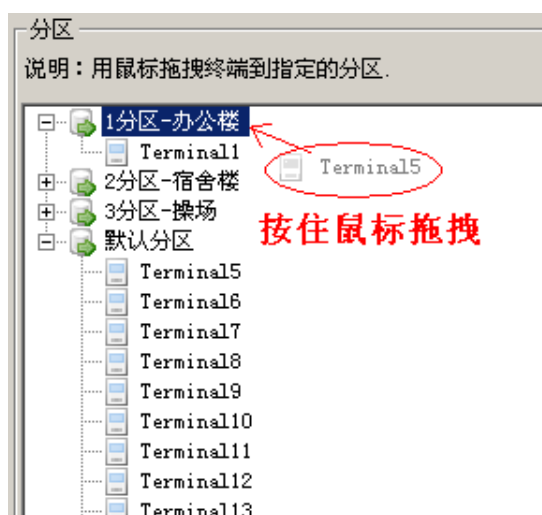 分区
说明：用鼠标拖拽终端到指定的分区.
1分区-办公楼
Terminal1
Terminal5
2分区-宿舍楼
3分区-操场
按住鼠标拖拽
默认分区
Terminal5
Terminal6
Terminal7
Terminal8
Terminal9
Terminal10
Terminal11
Terminal12
Terminal13